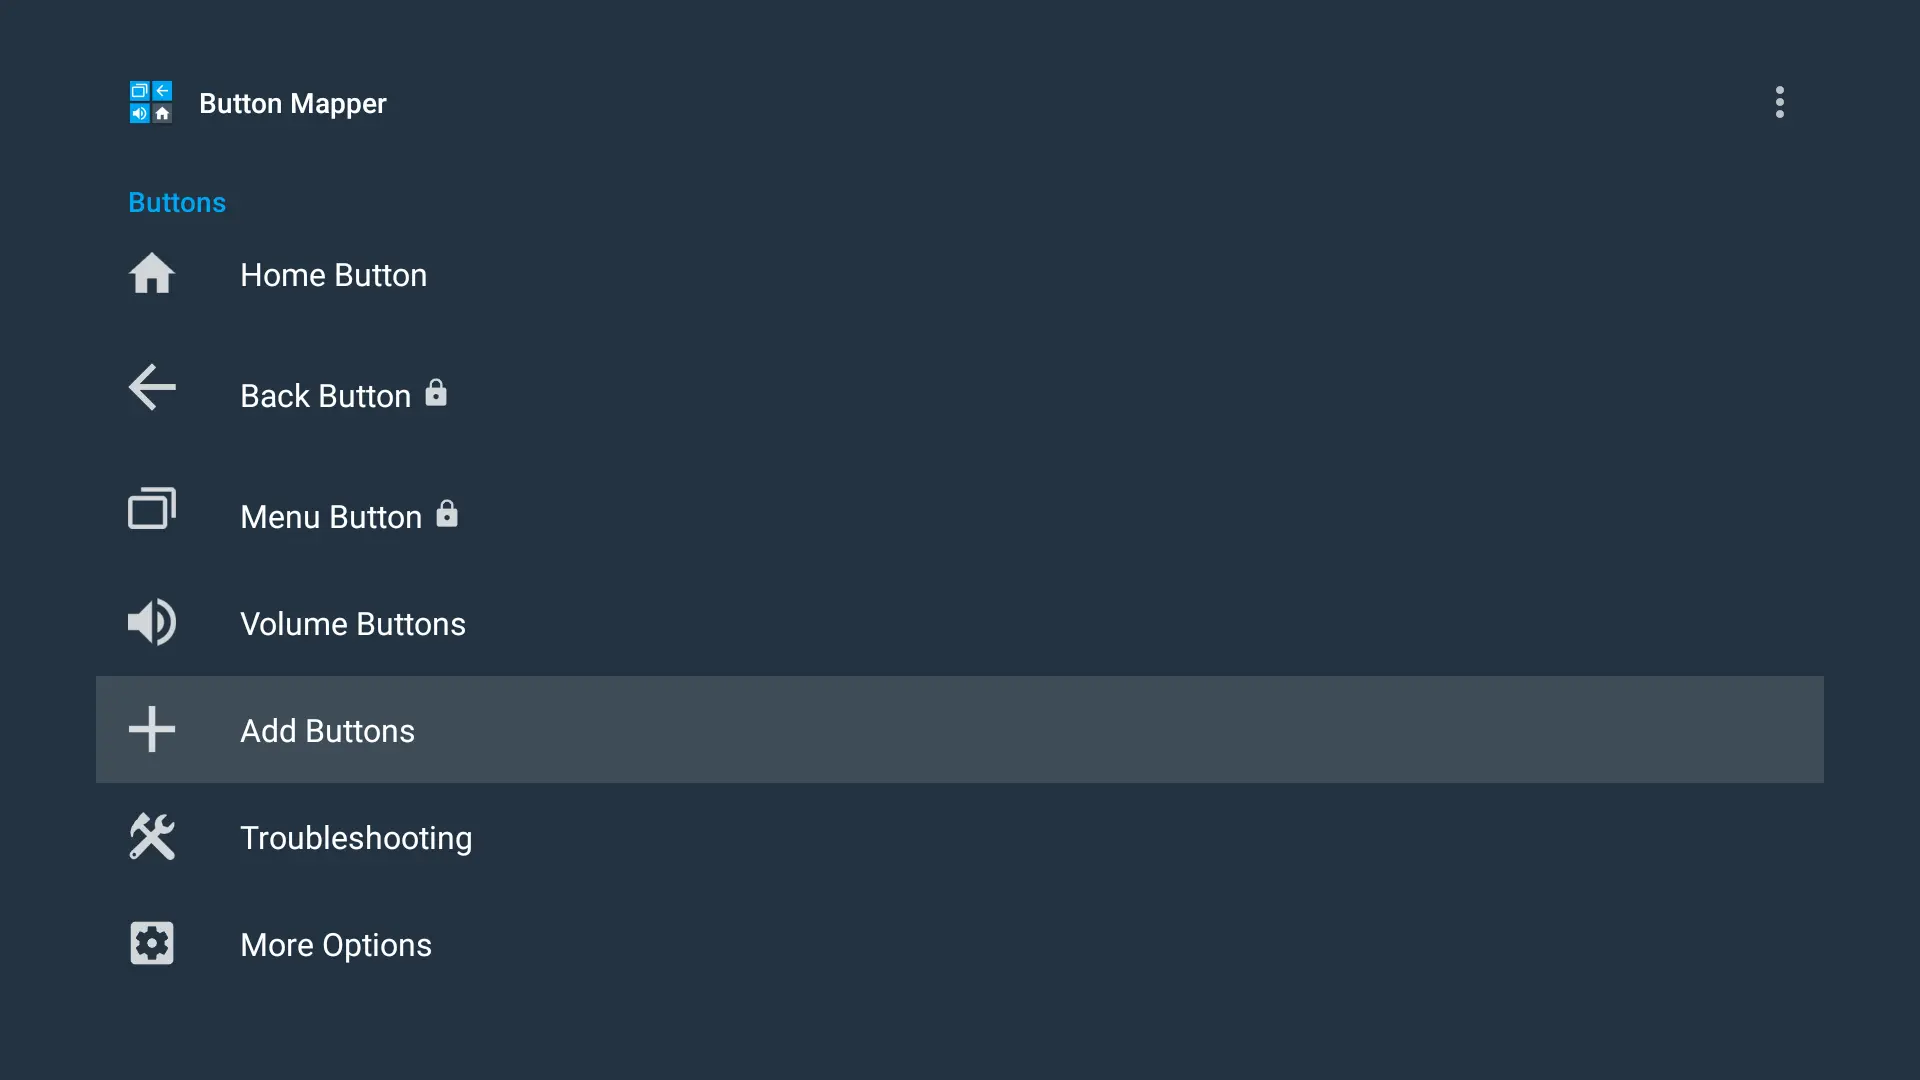 Button Mapper
Buttons
Home Button
Back Button
Menu Button
Volume Buttons
Add Buttons
Troubleshooting
More Options